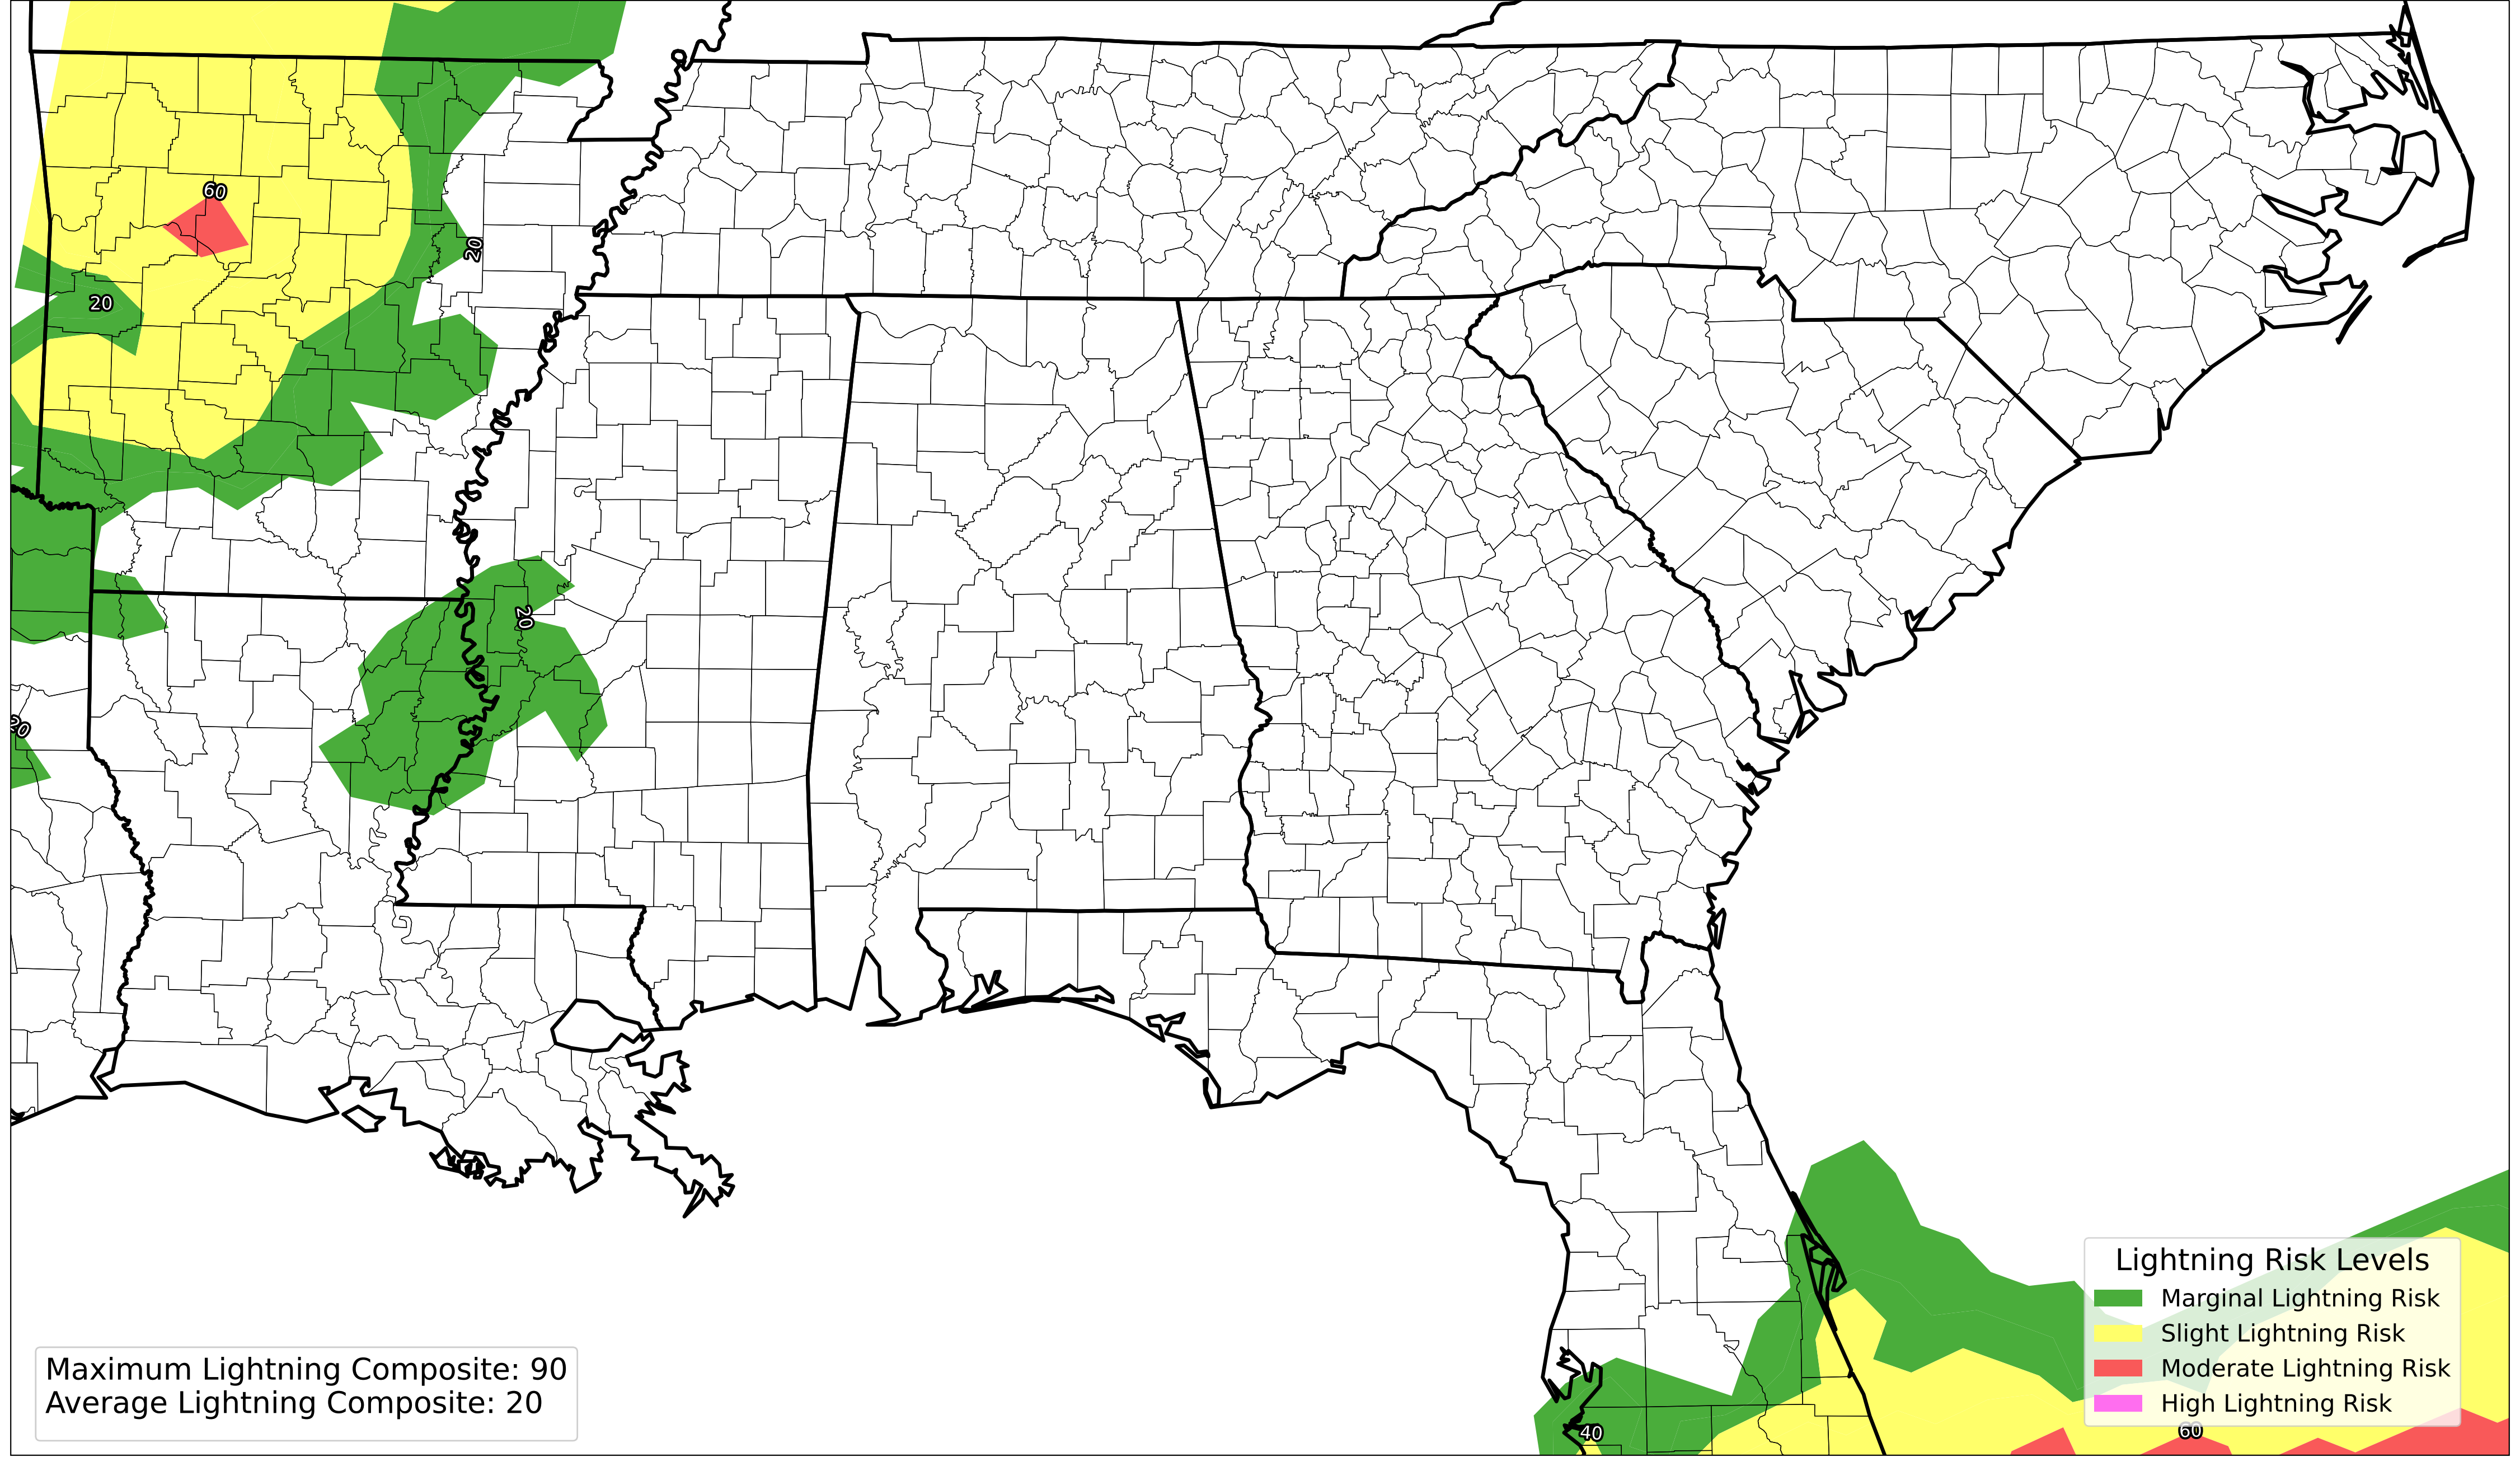 60
20
20
20
20
40
60
Lightning Risk Levels
Marginal Lightning Risk
Slight Lightning Risk
Moderate Lightning Risk
High Lightning Risk
Maximum Lightning Composite: 90
Average Lightning Composite: 20